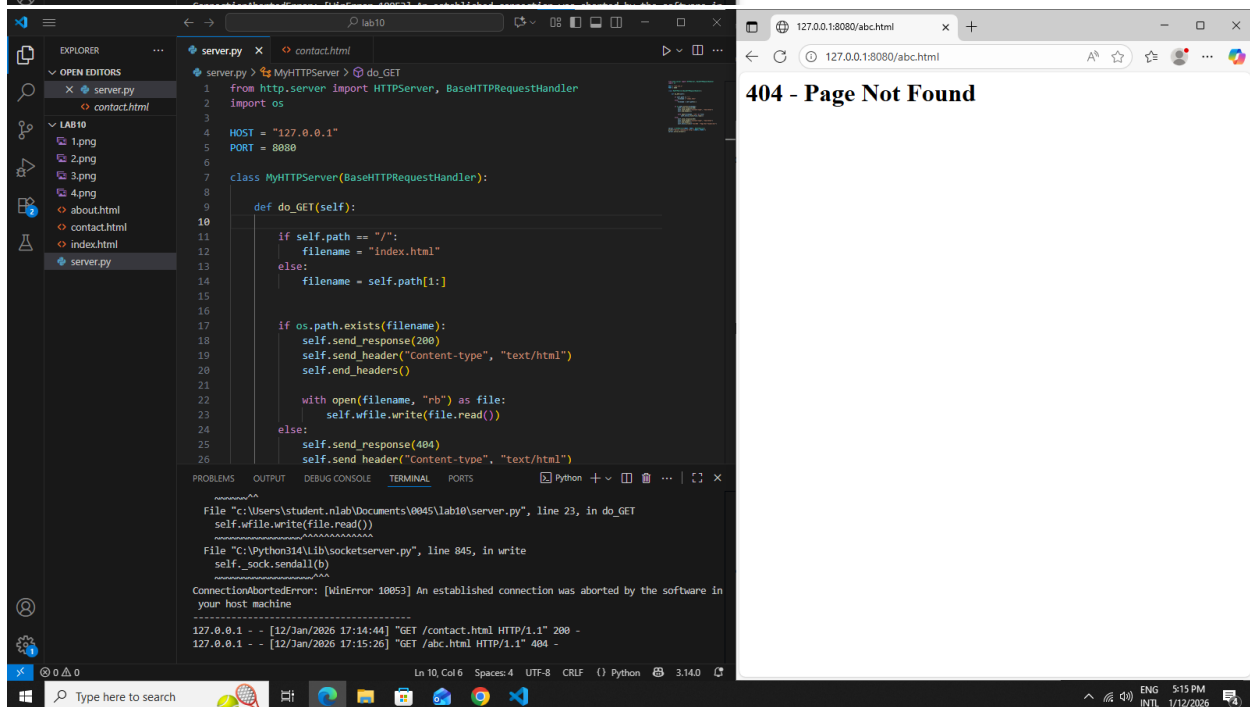 lab10
EXPLORER
OPEN EDITORS
server.py
contact.html
LAB10
1.png
2.png
3.png
4.png
about.html
contact.html
index.html
server.py
server.py
contact.html
server.py > MyHTTPServer > do_GET
1 from http.server import HTTPServer, BaseHTTPRequestHandler
2 import os
3
4 HOST = "127.0.0.1"
5 PORT = 8080
6
7 class MyHTTPServer(BaseHTTPRequestHandler):
8
9 def do_GET(self):
10
11 if self.path == "/":
12 filename = "index.html"
13 else:
14 filename = self.path[1:]
15
16
17 if os.path.exists(filename):
18 self.send_response(200)
19 self.send_header("Content-type", "text/html")
20 self.end_headers()
21
22 with open(filename, "rb") as file:
23 self.wfile.write(file.read())
24 else:
25 self.send_response(404)
26 self.send_header("Content-type", "text/html")
PROBLEMS OUTPUT DEBUG CONSOLE TERMINAL PORTS
Python
~~~~~~^^
File "c:\Users\student.nlab\Documents\0045\lab10\server.py", line 23, in do_GET
self.wfile.write(file.read())
~~~~~~~~~~~~~~~~^^^^^^^^^^^^^
File "C:\Python314\Lib\socketserver.py", line 845, in write
self._sock.sendall(b)
~~~~~~~~~~~~~~~~~~^^^
ConnectionAbortedError: [WinError 10053] An established connection was aborted by the software in
your host machine
----------------------------------------
127.0.0.1 - - [12/Jan/2026 17:14:44] "GET /contact.html HTTP/1.1" 200 -
127.0.0.1 - - [12/Jan/2026 17:15:26] "GET /abc.html HTTP/1.1" 404 -
2
1
0 0
Ln 10, Col 6 Spaces: 4 UTF-8 CRLF {} Python 3.14.0
127.0.0.1:8080/abc.html
127.0.0.1:8080/abc.html
404 - Page Not Found
Type here to search
ENG
INTL
5:15 PM
1/12/2026
4